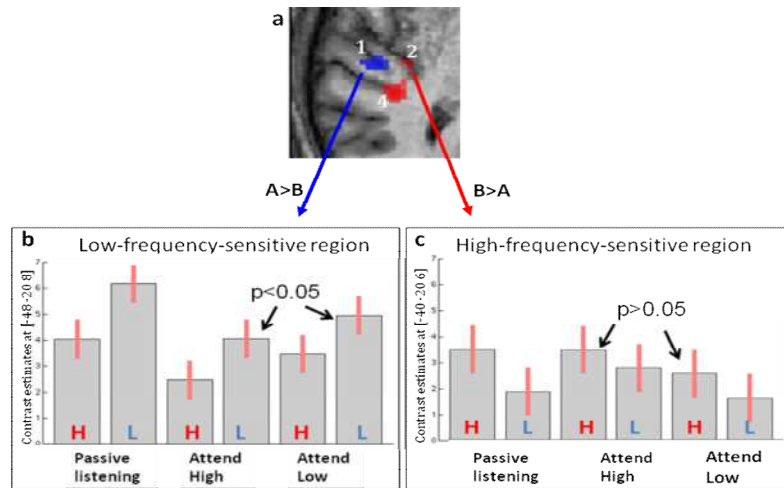 a
1
2
4
A>B
B>A
b
Low-frequency-sensitive region
Contrast estimates at [-48 -20 8]
7
6
5
4
3
2
1
0
p<0.05
H
L
H
L
H
L
Passive
listening
Attend
High
Attend
Low
c
High-frequency-sensitive region
Contrast estimates at [-40 -20 6]
7
6
5
4
3
2
1
0
p>0.05
H
L
H
L
H
L
Passive
listening
Attend
High
Attend
Low